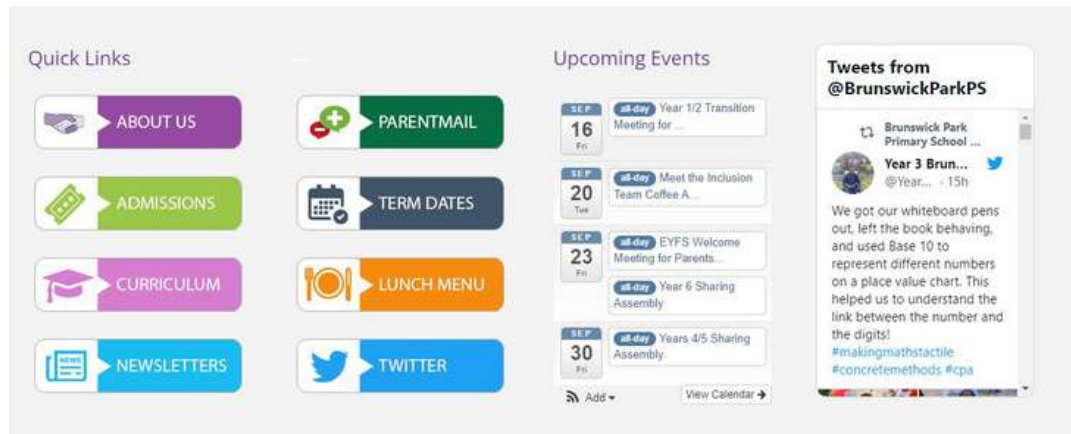 Quick Links
ABOUT US
ADMISSIONS
CURRICULUM
NEWS
NEWSLETTERS
PARENTMAIL
TERM DATES
LUNCH MENU
TWITTER
Upcoming Events
SEP
16
Fri
all-day Year 1/2 Transition
Meeting for ...
SEP
20
Tue
all-day Meet the Inclusion
Team Coffee A...
SEP
23
Fri
all-day EYFS Welcome
Meeting for Parents...
all-day Year 6 Sharing
Assembly
SEP
30
Fri
all-day Years 4/5 Sharing
Assembly
Add
View Calendar
Tweets from
@BrunswickParkPS
Brunswick Park
Primary School ...
Year 3 Brun...
@Year... · 15h
We got our whiteboard pens
out, left the book behaving,
and used Base 10 to
represent different numbers
on a place value chart. This
helped us to understand the
link between the number and
the digits!
#makingmathstactile
#concretemethods #cpa